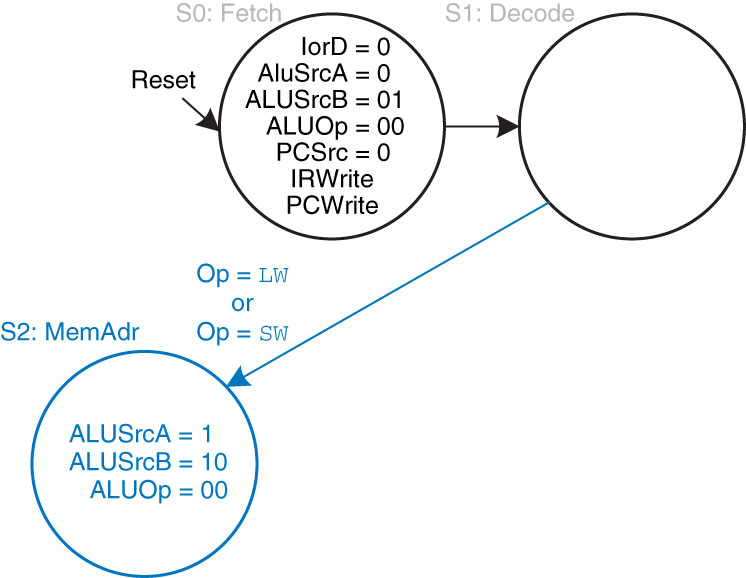 S0: Fetch
S1: Decode
Reset
IorD = 0
AluSrcA = 0
ALUSrcB = 01
ALUOp = 00
PCSrc = 0
IRWrite
PCWrite
Op = LW
or
Op = SW
S2: MemAdr
ALUSrcA = 1
ALUSrcB = 10
ALUOp = 00